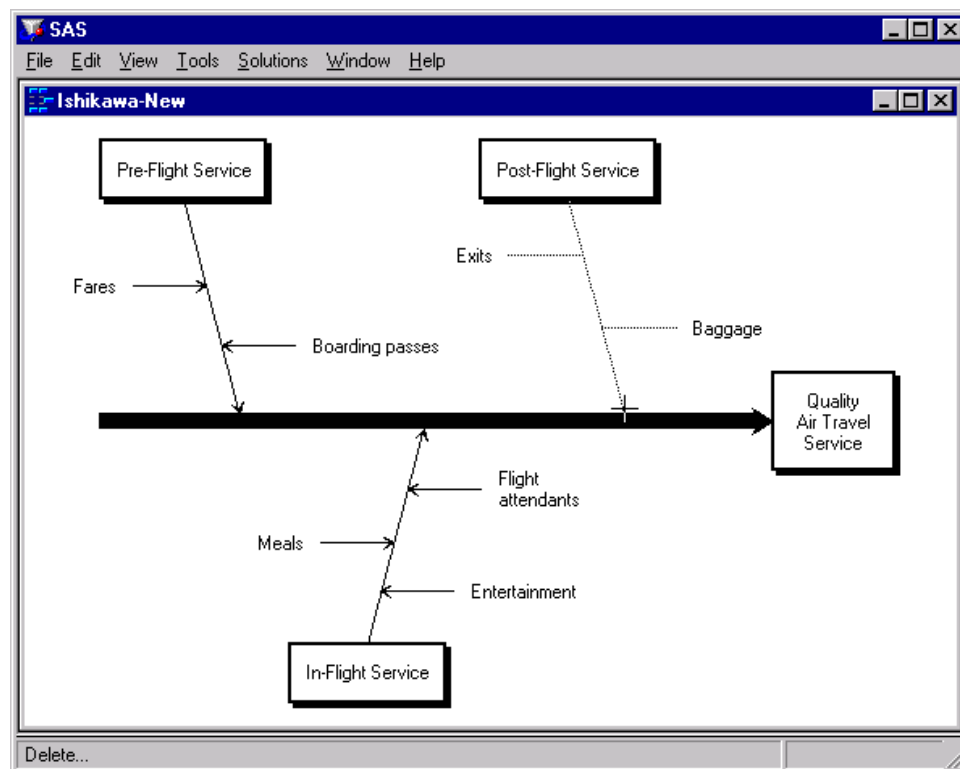 SAS
File Edit View Tools Solutions Window Help
Ishikawa-New
Pre-Flight Service
Post-Flight Service
Exits
Fares
Baggage
Boarding passes
Quality
Air Travel
Service
Flight
attendants
Meals
Entertainment
In-Flight Service
Delete...